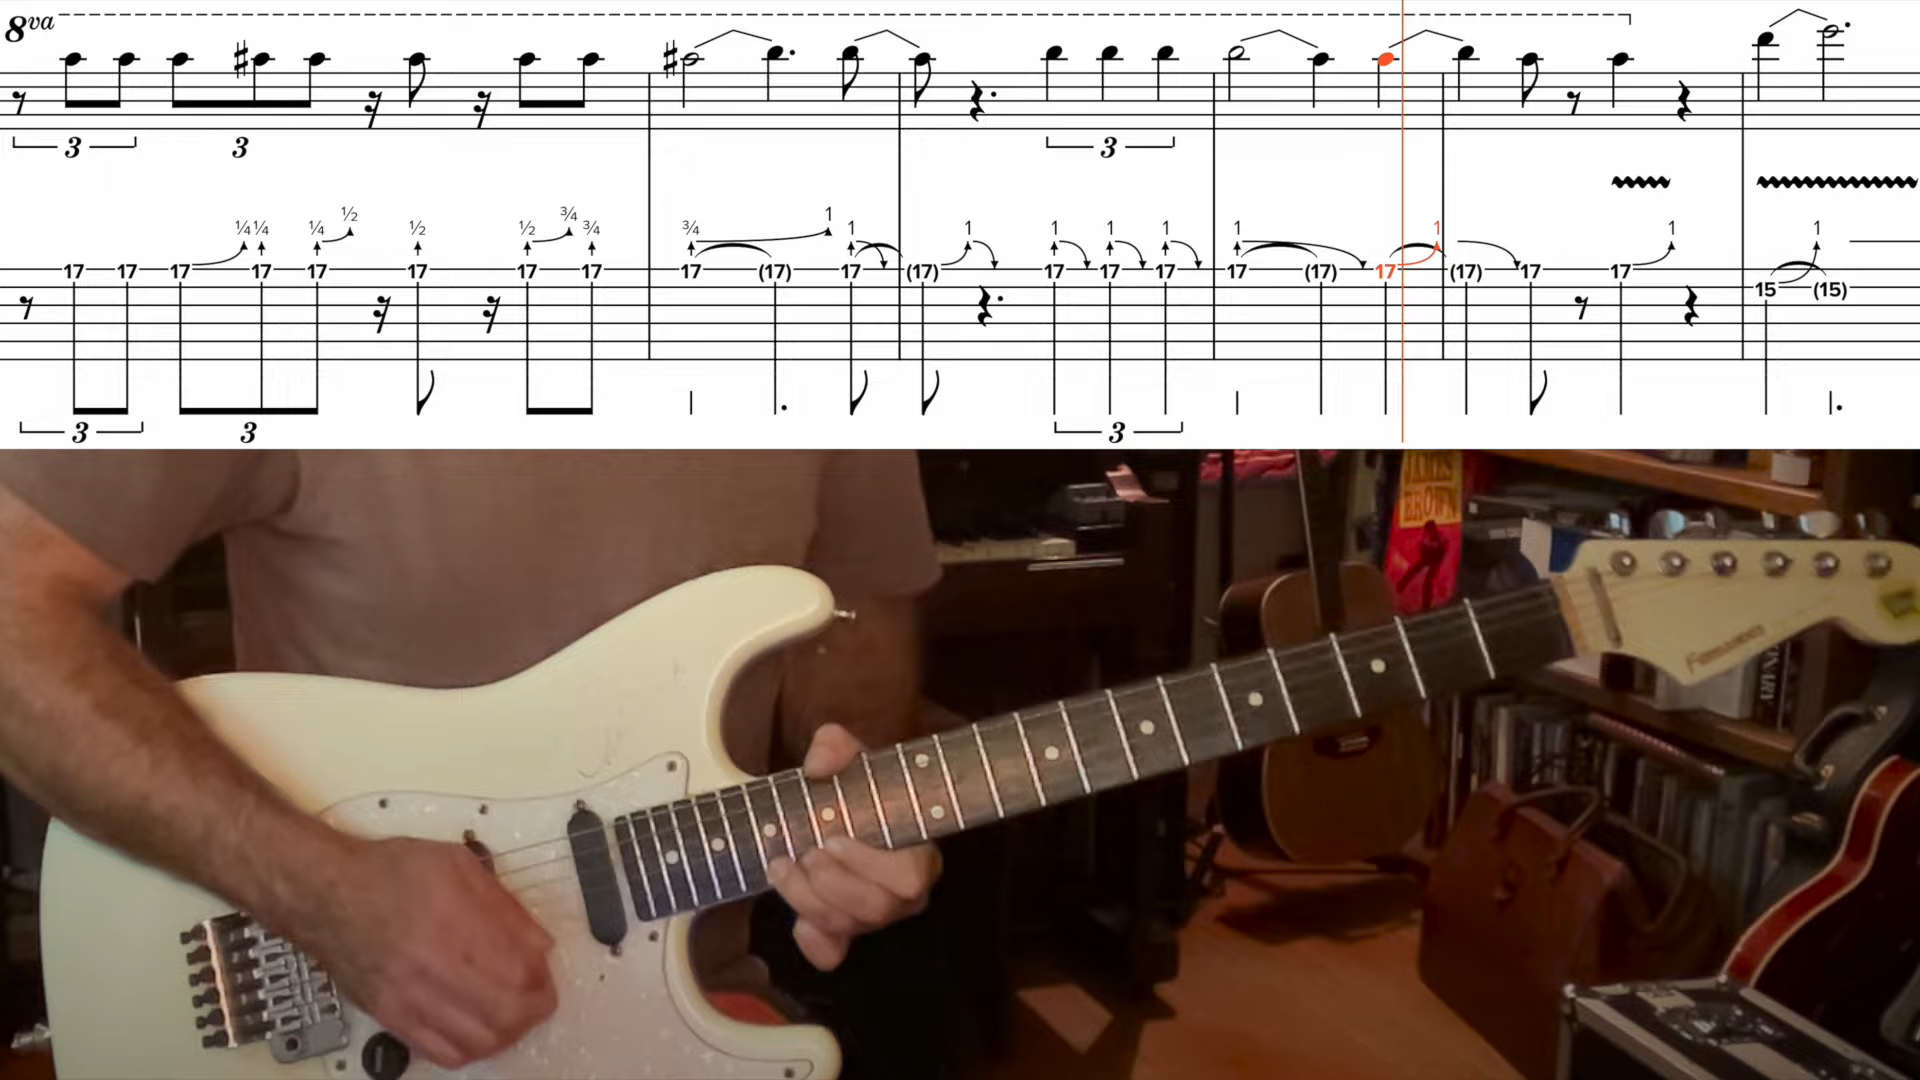 8va
3 3 3
¼ ¼ ¼ ½ ½ ½ ¾ ¾ ¾ 1 1 1 1 1 1 1 1 1 1
17 17 17 17 17 17 17 17 17 (17) 17 (17) 17 17 17 17 (17) 17 (17) 17 17
15 (15)
3 3 3
JAMES
BROWN